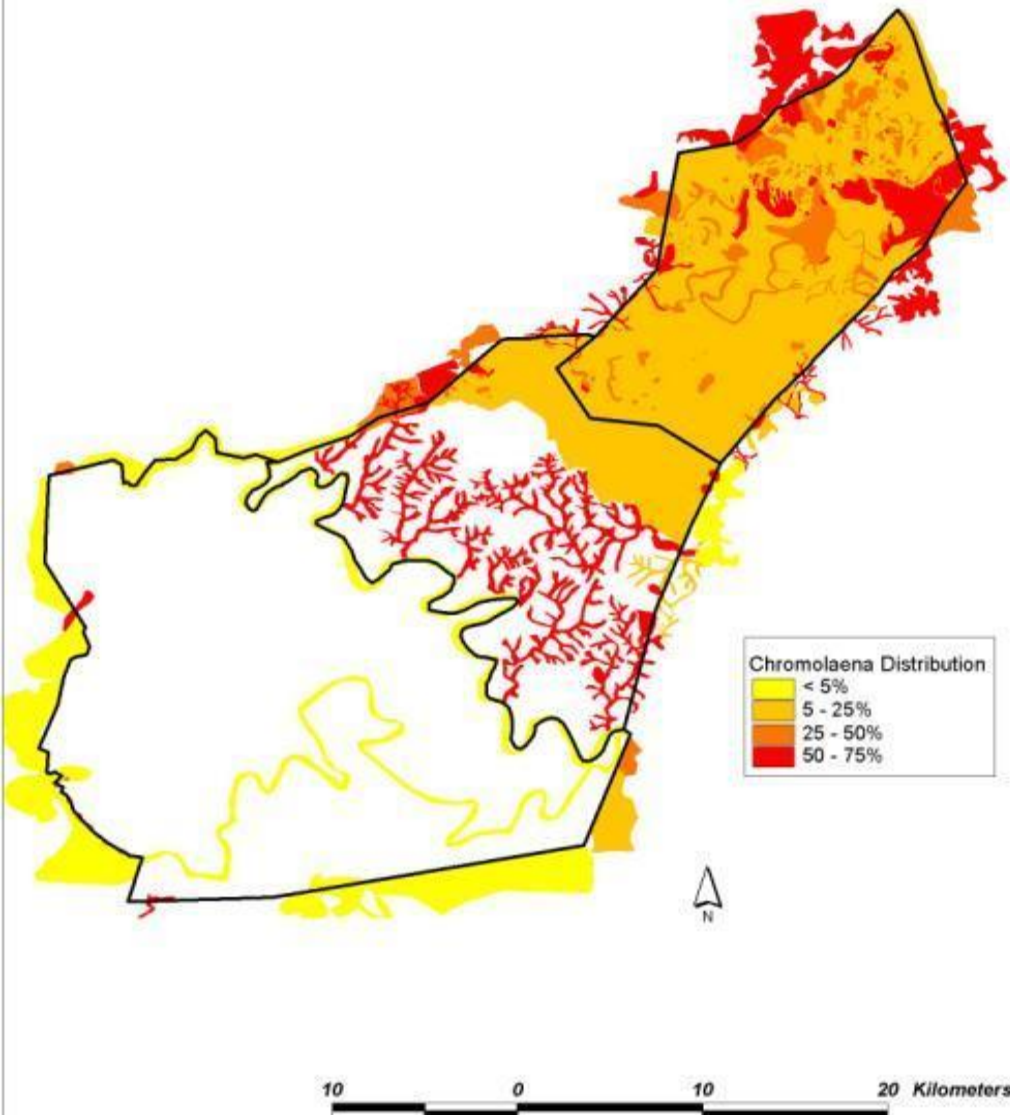 Chromolaena Distribution
< 5%
5 - 25%
25 - 50%
50 - 75%
N
10 0 10 20 Kilometers